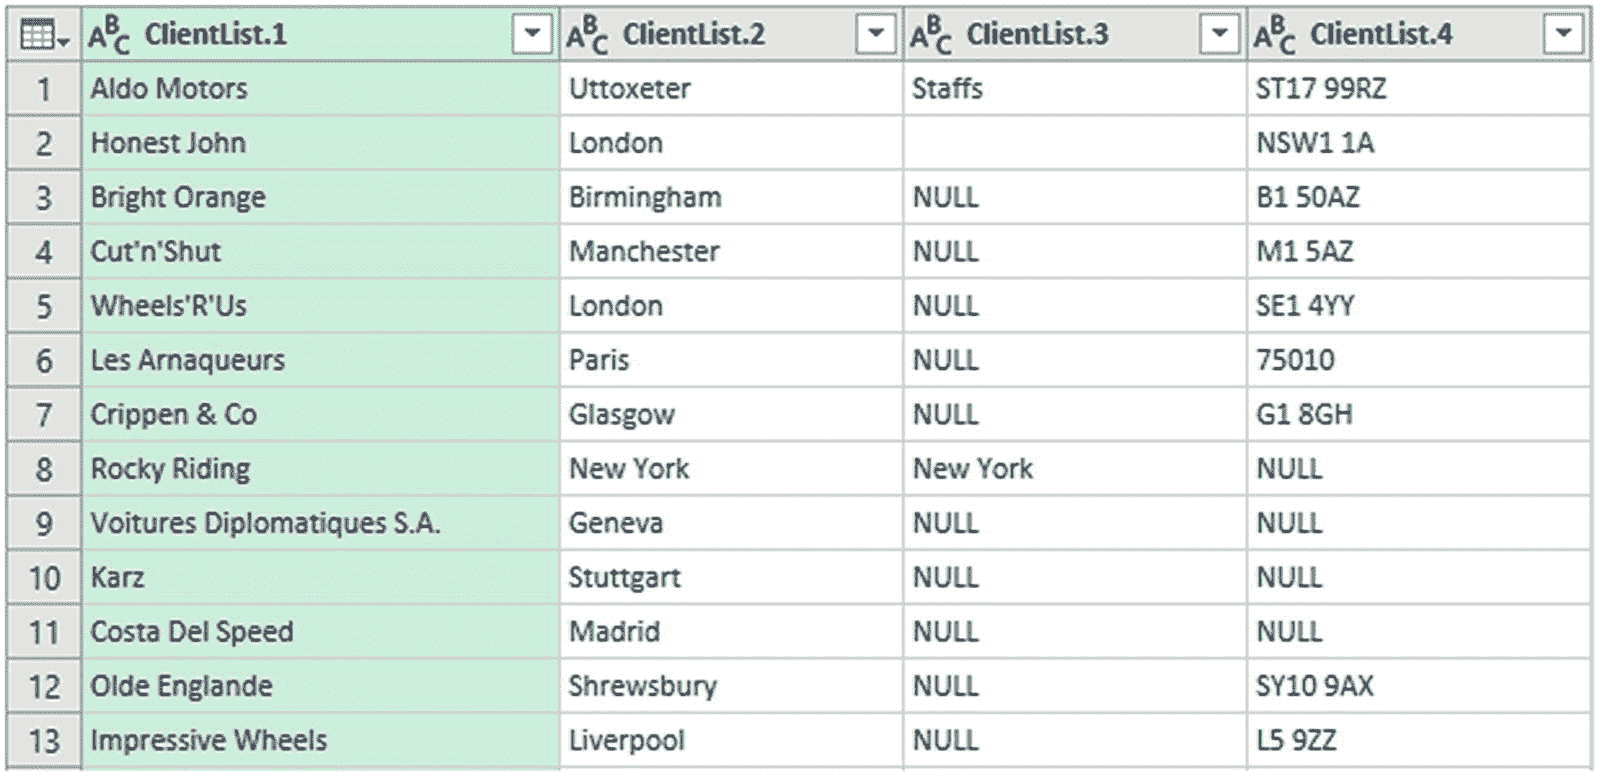 ABC ClientList.1 ABC ClientList.2 ABC ClientList.3 ABC ClientList.4
1 Aldo Motors Uttoxeter Staffs ST17 99RZ
2 Honest John London NSW1 1A
3 Bright Orange Birmingham NULL B1 50AZ
4 Cut'n'Shut Manchester NULL M1 5AZ
5 Wheels'R'Us London NULL SE1 4YY
6 Les Arnaqueurs Paris NULL 75010
7 Crippen & Co Glasgow NULL G1 8GH
8 Rocky Riding New York New York NULL
9 Voitures Diplomatiques S.A. Geneva NULL NULL
10 Karz Stuttgart NULL NULL
11 Costa Del Speed Madrid NULL NULL
12 Olde Englande Shrewsbury NULL SY10 9AX
13 Impressive Wheels Liverpool NULL L5 9ZZ